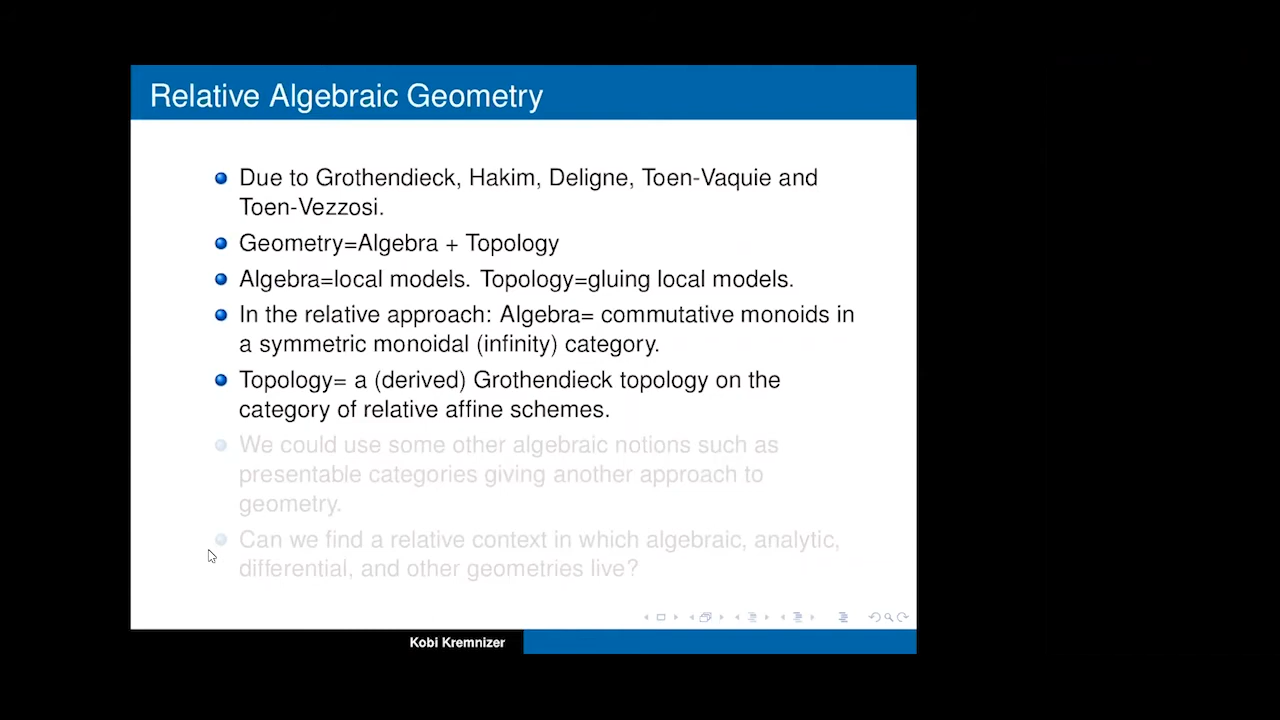 Relative Algebraic Geometry
Due to Grothendieck, Hakim, Deligne, Toen-Vaquie and
Toen-Vezzosi.
Geometry=Algebra + Topology
Algebra=local models. Topology=gluing local models.
In the relative approach: Algebra= commutative monoids in
a symmetric monoidal (infinity) category.
Topology= a (derived) Grothendieck topology on the
category of relative affine schemes.
We could use some other algebraic notions such as
presentable categories giving another approach to
geometry.
Can we find a relative context in which algebraic, analytic,
differential, and other geometries live?
Kobi Kremnizer